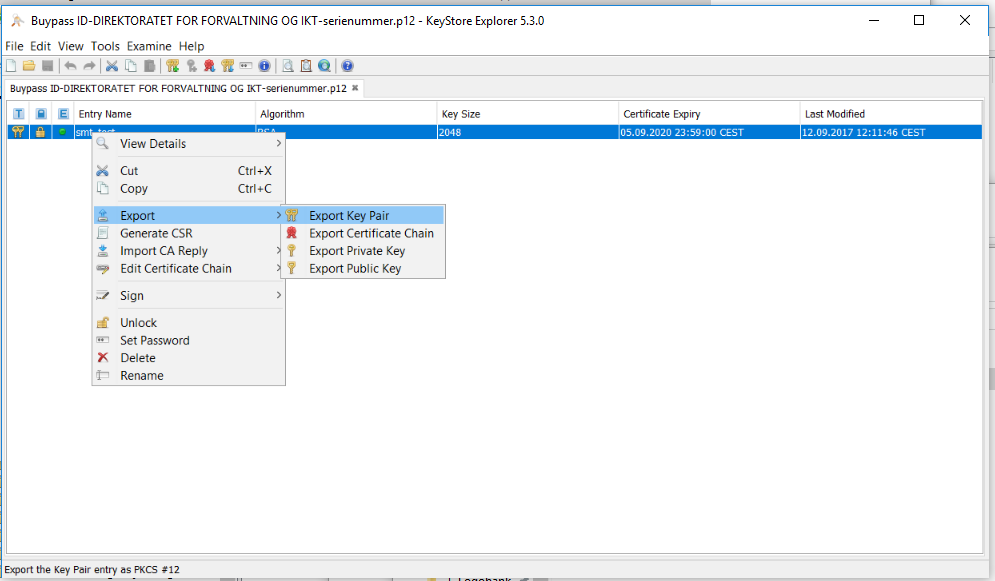 Buypass ID-DIREKTORATET FOR FORVALTNING OG IKT-serienummer.p12 - KeyStore Explorer 5.3.0
File Edit View Tools Examine Help
Buypass ID-DIREKTORATET FOR FORVALTNING OG IKT-serienummer.p12
T E Entry Name Algorithm Key Size Certificate Expiry Last Modified
smt_test RSA 2048 05.09.2020 23:59:00 CEST 12.09.2017 12:11:46 CEST
View Details
Cut Ctrl+X
Copy Ctrl+C
Export
Generate CSR
Import CA Reply
Edit Certificate Chain
Sign
Unlock
Set Password
Delete
Rename
Export Key Pair
Export Certificate Chain
Export Private Key
Export Public Key
Export the Key Pair entry as PKCS #12